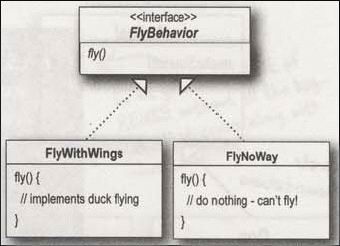 <<interface>>
FlyBehavior
fly()
FlyWithWings
fly() {
// implements duck flying
}
FlyNoWay
fly() {
// do nothing - can't fly!
}